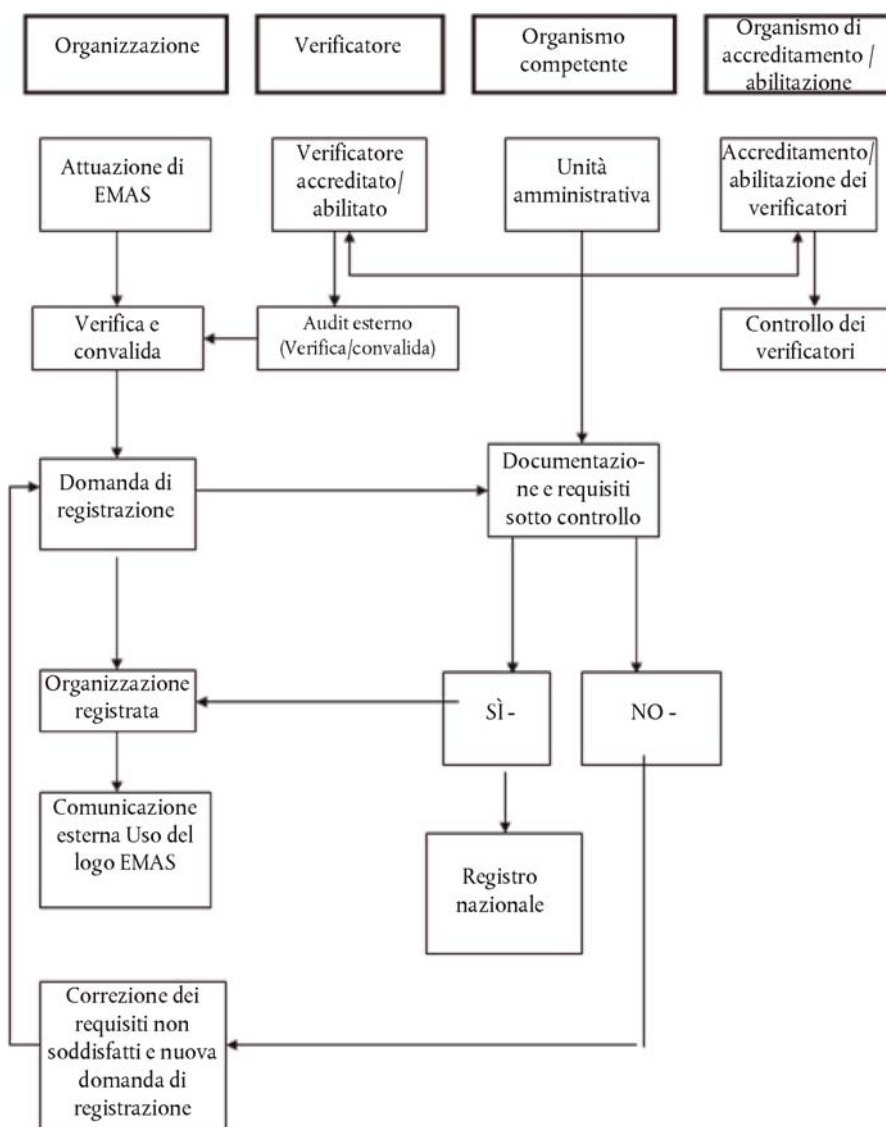 Organizzazione
Verificatore
Organismo
competente
Organismo di
accreditamento /
abilitazione
Attuazione di
EMAS
Verificatore
accreditato/
abilitato
Unità
amministrativa
Accreditamento/
abilitazione dei
verificatori
Verifica e
convalida
Audit esterno
(Verifica/convalida)
Controllo dei
verificatori
Domanda di
registrazione
Documentazio-
ne e requisiti
sotto controllo
Organizzazione
registrata
SÌ -
NO -
Comunicazione
esterna Uso del
logo EMAS
Registro
nazionale
Correzione dei
requisiti non
soddisfatti e nuova
domanda di
registrazione